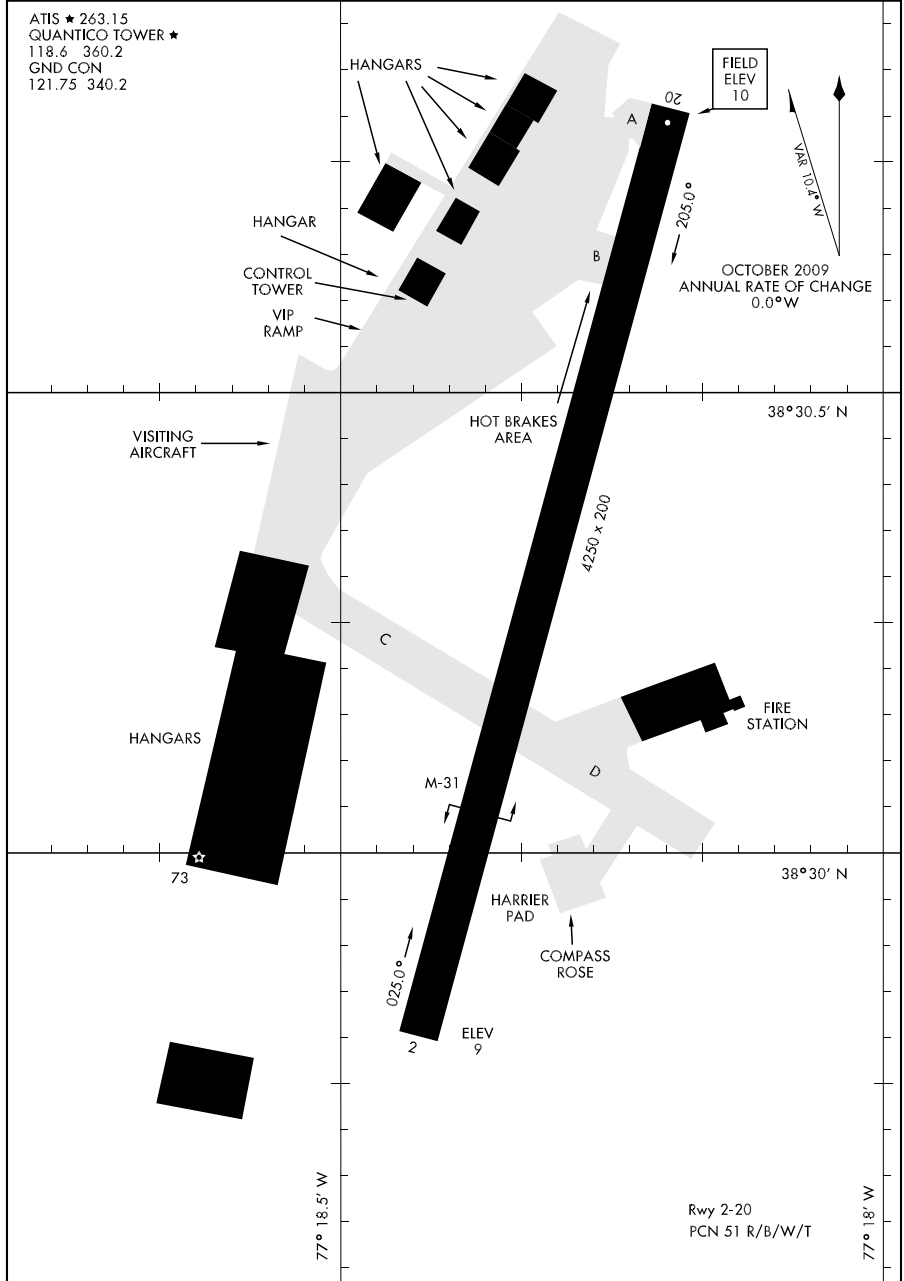 ATIS ★ 263.15
QUANTICO TOWER ★
118.6 360.2
GND CON
121.75 340.2
HANGARS
FIELD
ELEV
10
20
A
VAR 10.4° W
205.0°
HANGAR
B
CONTROL
TOWER
OCTOBER 2009
ANNUAL RATE OF CHANGE
0.0° W
VIP
RAMP
38° 30.5' N
HOT BRAKES
AREA
VISITING
AIRCRAFT
4250 x 200
C
FIRE
STATION
HANGARS
D
M-31
73
38° 30' N
HARRIER
PAD
COMPASS
ROSE
025.0°
ELEV
9
2
77° 18.5' W
77° 18' W
Rwy 2-20
PCN 51 R/B/W/T